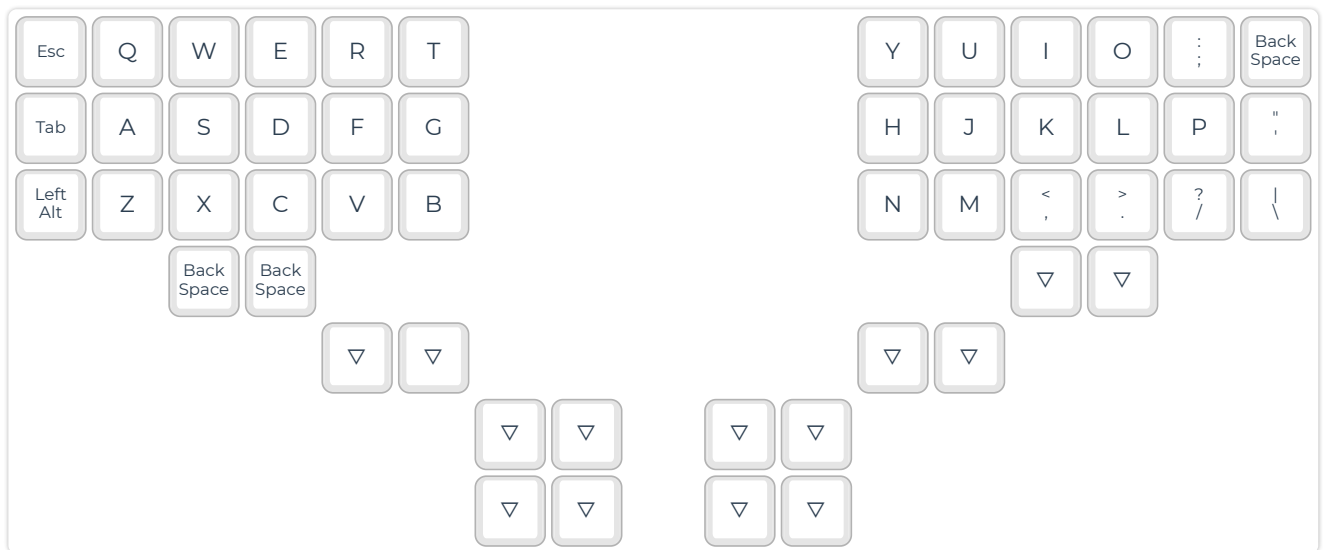 Esc Q W E R T Y U I O : ; Back Space
Tab A S D F G H J K L P " '
Left Alt Z X C V B N M < , > . ? / | \
Back Space Back Space ▽ ▽
▽ ▽ ▽ ▽
▽ ▽ ▽ ▽
▽ ▽ ▽ ▽